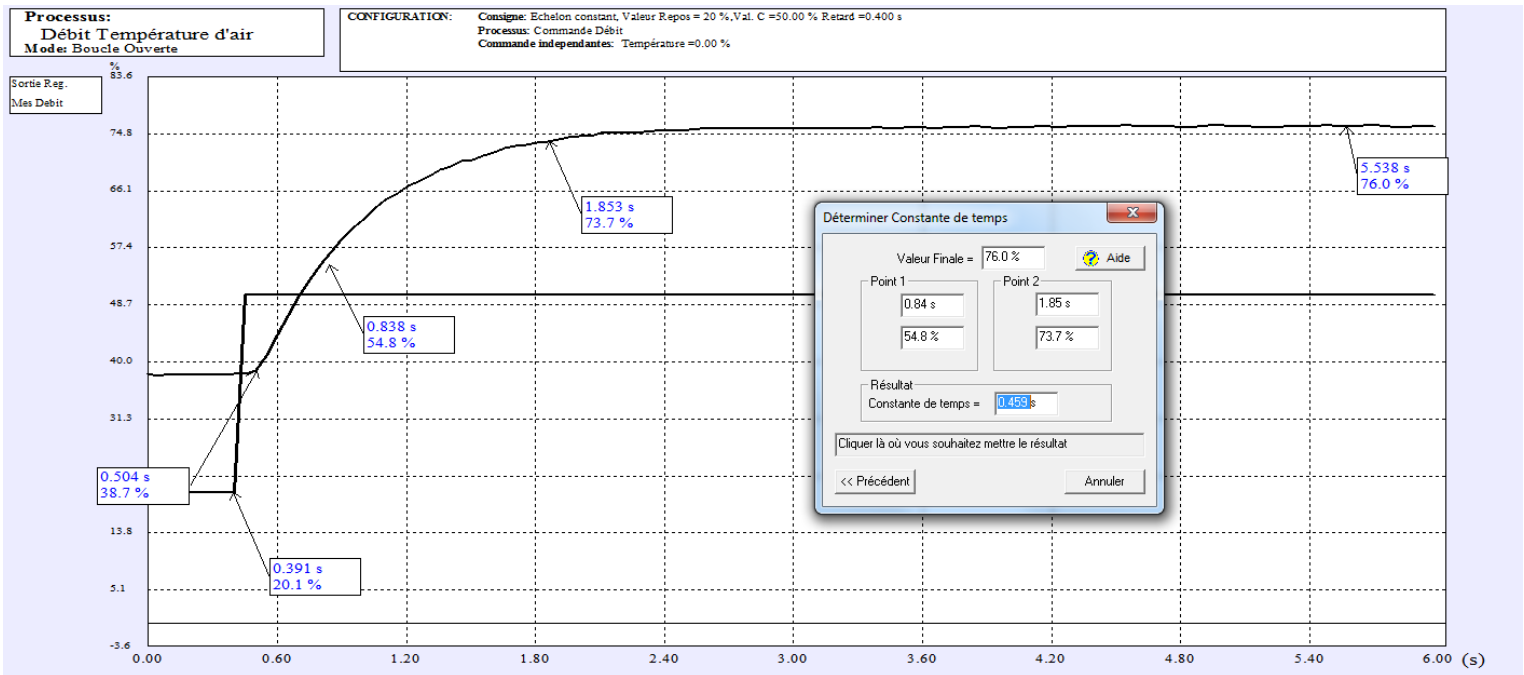 Processus:
Débit Température d'air
Mode: Boucle Ouverte
CONFIGURATION: Consigne: Echelon constant, Valeur Repos = 20 %,Val. C =50.00 % Retard =0.400 s
Processus: Commande Débit
Commande independantes: Température =0.00 %
Sortie Reg.
Mes Debit
%
83.6
74.8
66.1
57.4
48.7
40.0
31.3
13.8
5.1
-3.6
0.00 0.60 1.20 1.80 2.40 3.00 3.60 4.20 4.80 5.40 6.00 (s)
0.504 s
38.7 %
0.391 s
20.1 %
0.838 s
54.8 %
1.853 s
73.7 %
5.538 s
76.0 %
Déterminer Constante de temps
Valeur Finale = 76.0 % Aide
Point 1
0.84 s
54.8 %
Point 2
1.85 s
73.7 %
Résultat
Constante de temps = 0.459 s
Cliquer là où vous souhaitez mettre le résultat
<< Précédent Annuler